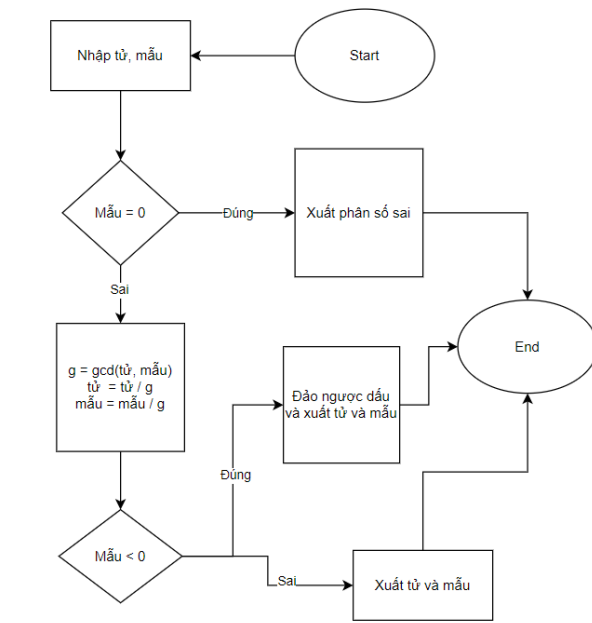 Nhập tử, mẫu
Start
Mẫu = 0
Đúng
Xuất phân số sai
Sai
End
g = gcd(tử, mẫu)
tử = tử / g
mẫu = mẫu / g
Đảo ngược dấu
và xuất tử và mẫu
Đúng
Mẫu < 0
Sai
Xuất tử và mẫu